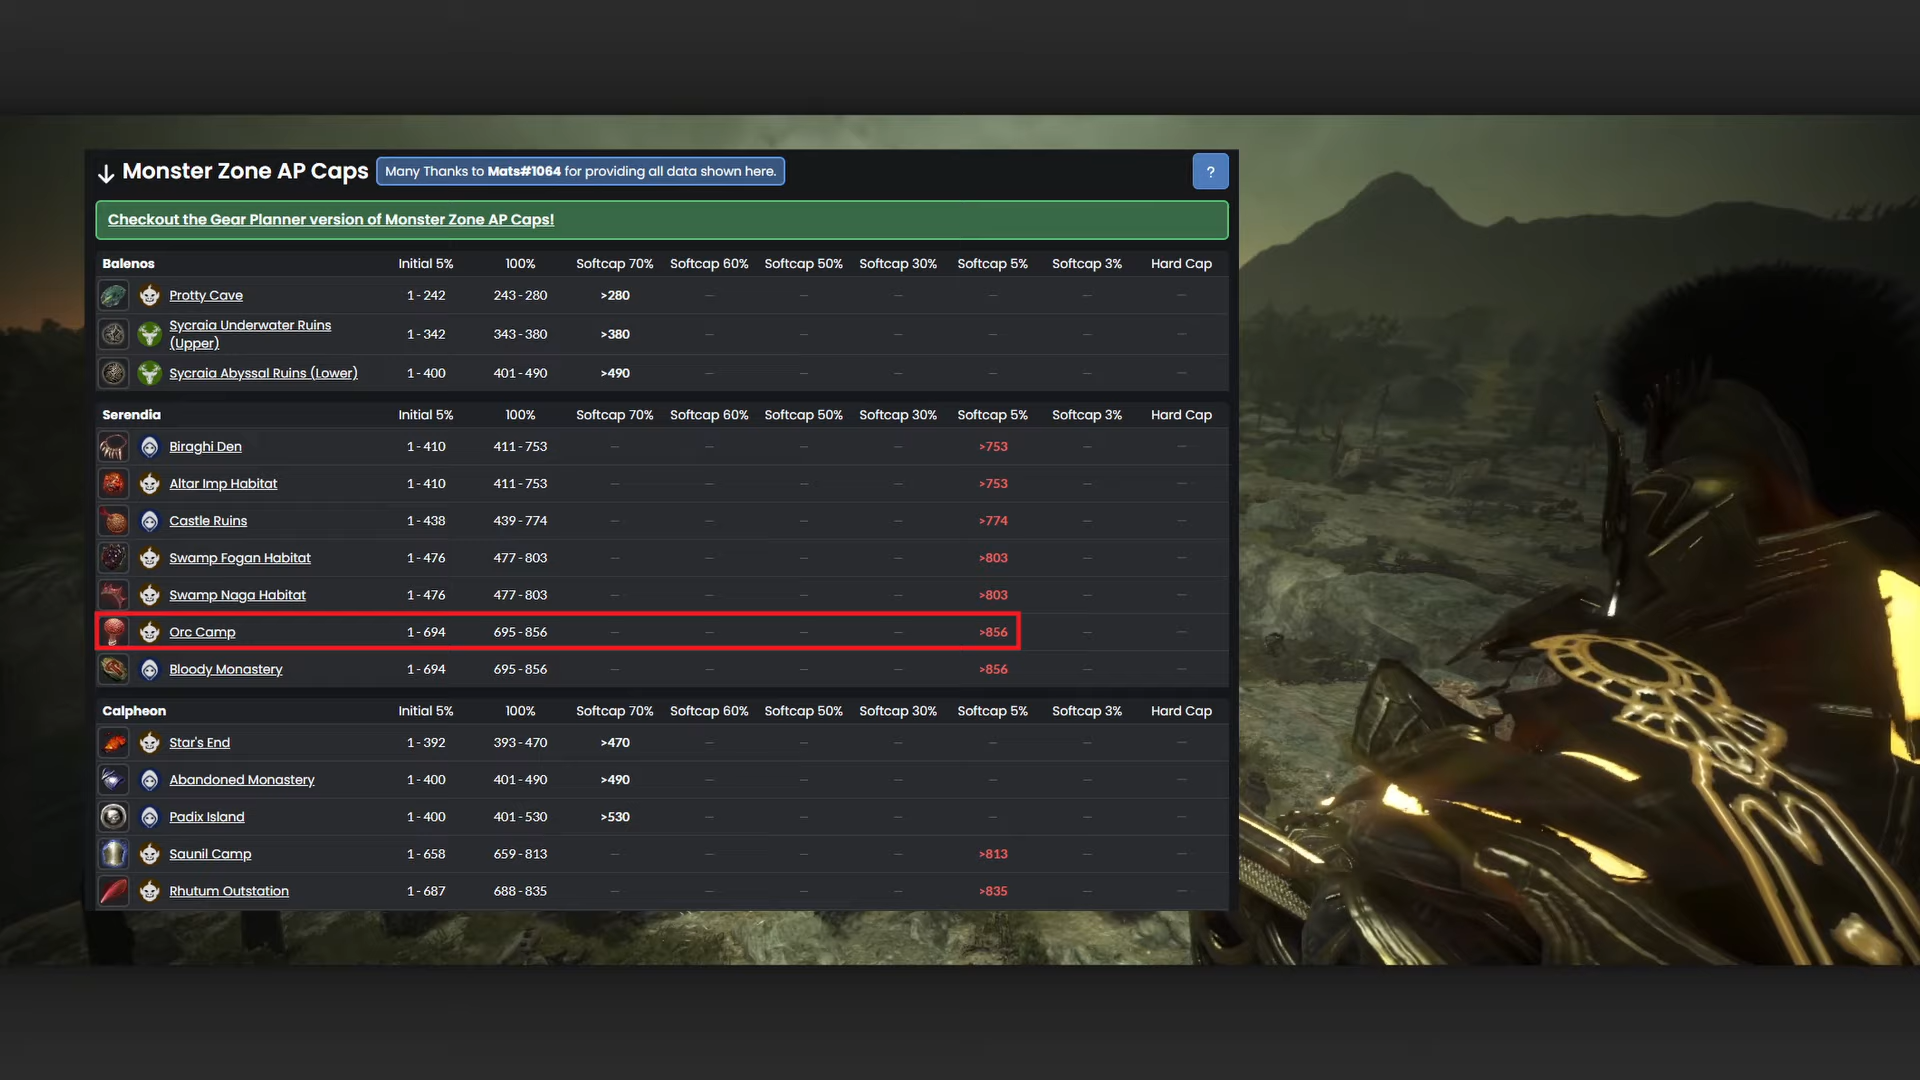 ↓ Monster Zone AP Caps Many Thanks to Mats#1064 for providing all data shown here. ?
Checkout the Gear Planner version of Monster Zone AP Caps!
Balenos Initial 5% 100% Softcap 70% Softcap 60% Softcap 50% Softcap 30% Softcap 5% Softcap 3% Hard Cap
Protty Cave 1 - 242 243 - 280 >280 — — — — — —
Sycraia Underwater Ruins
(Upper) 1 - 342 343 - 380 >380 — — — — — —
Sycraia Abyssal Ruins (Lower) 1 - 400 401 - 490 >490 — — — — — —
Serendia Initial 5% 100% Softcap 70% Softcap 60% Softcap 50% Softcap 30% Softcap 5% Softcap 3% Hard Cap
Biraghi Den 1 - 410 411 - 753 — — — — >753 — —
Altar Imp Habitat 1 - 410 411 - 753 — — — — >753 — —
Castle Ruins 1 - 438 439 - 774 — — — — >774 — —
Swamp Fogan Habitat 1 - 476 477 - 803 — — — — >803 — —
Swamp Naga Habitat 1 - 476 477 - 803 — — — — >803 — —
Orc Camp 1 - 694 695 - 856 — — — — >856 — —
Bloody Monastery 1 - 694 695 - 856 — — — — >856 — —
Calpheon Initial 5% 100% Softcap 70% Softcap 60% Softcap 50% Softcap 30% Softcap 5% Softcap 3% Hard Cap
Star's End 1 - 392 393 - 470 >470 — — — — — —
Abandoned Monastery 1 - 400 401 - 490 >490 — — — — — —
Padix Island 1 - 400 401 - 530 >530 — — — — — —
Saunil Camp 1 - 658 659 - 813 — — — — >813 — —
Rhutum Outstation 1 - 687 688 - 835 — — — — >835 — —